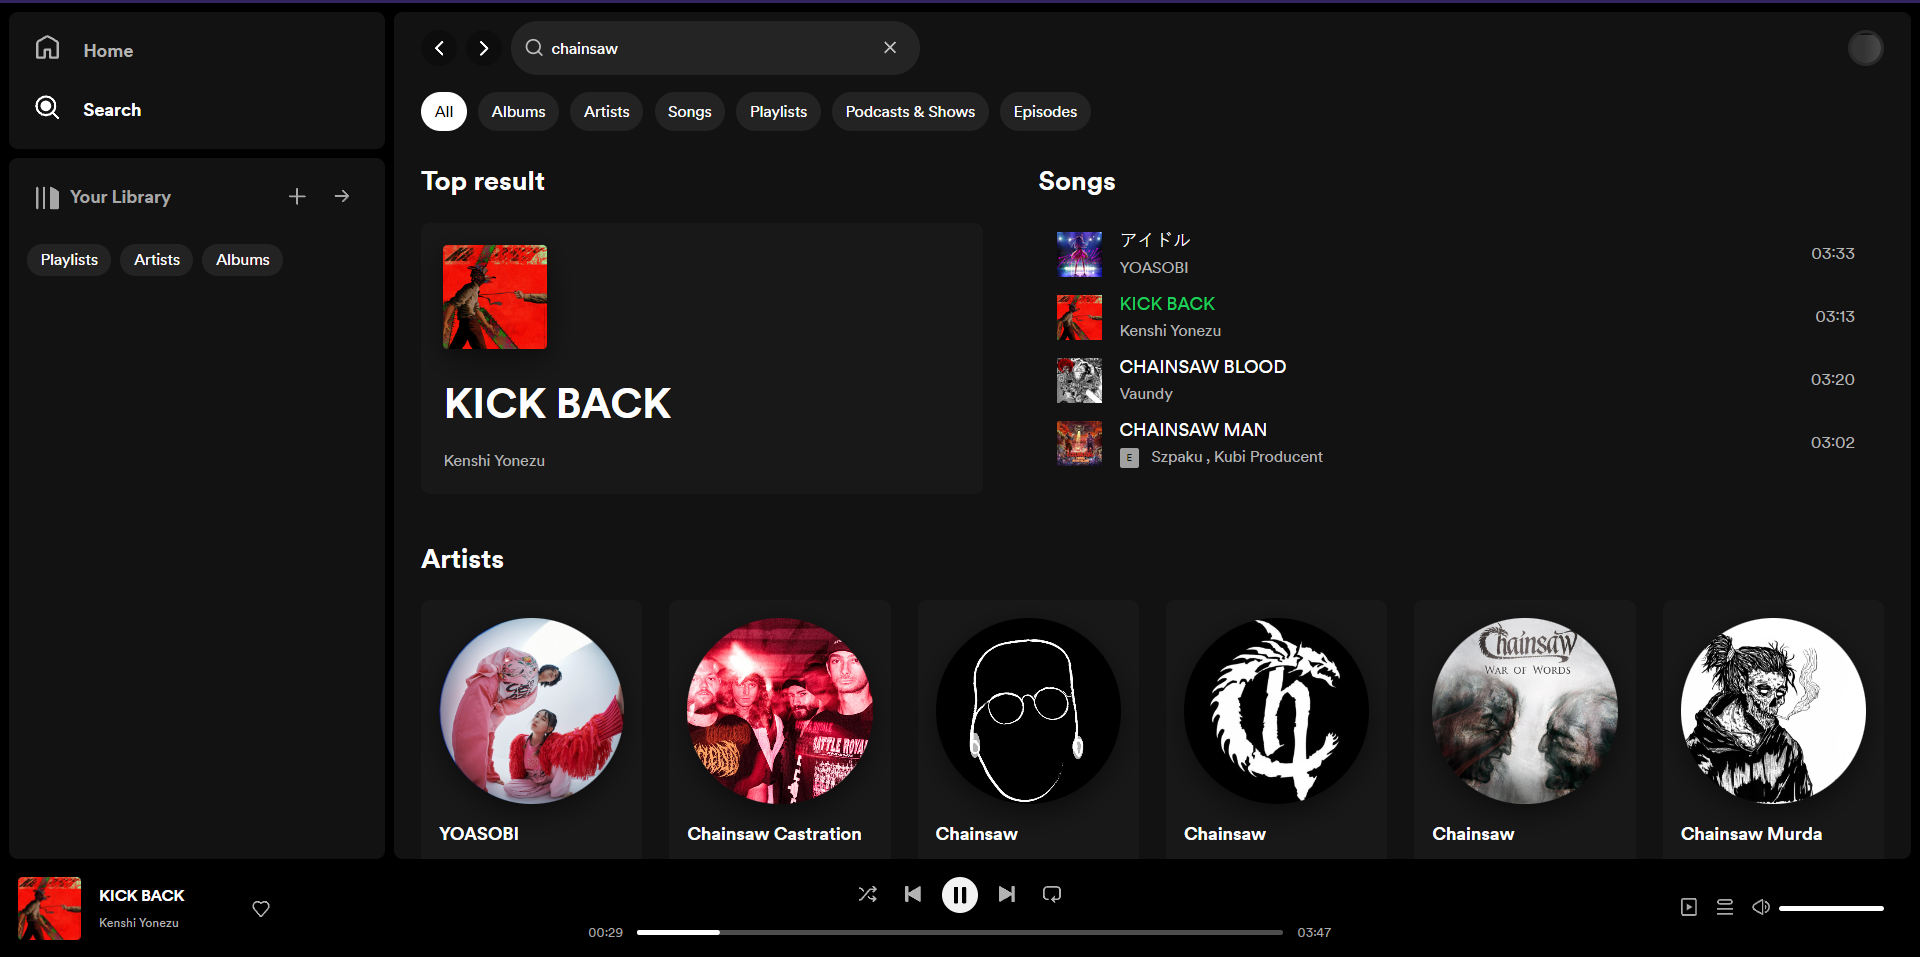 Home
Search
Your Library
Playlists
Artists
Albums
chainsaw
All
Albums
Artists
Songs
Playlists
Podcasts & Shows
Episodes
Top result
KICK BACK
Kenshi Yonezu
Songs
アイドル
YOASOBI
03:33
KICK BACK
Kenshi Yonezu
03:13
CHAINSAW BLOOD
Vaundy
03:20
CHAINSAW MAN
E
Szpaku , Kubi Producent
03:02
Artists
BATTLE ROYAL
Chainsaw
WAR OF WORDS
YOASOBI
Chainsaw Castration
Chainsaw
Chainsaw
Chainsaw
Chainsaw Murda
KICK BACK
Kenshi Yonezu
00:29
03:47